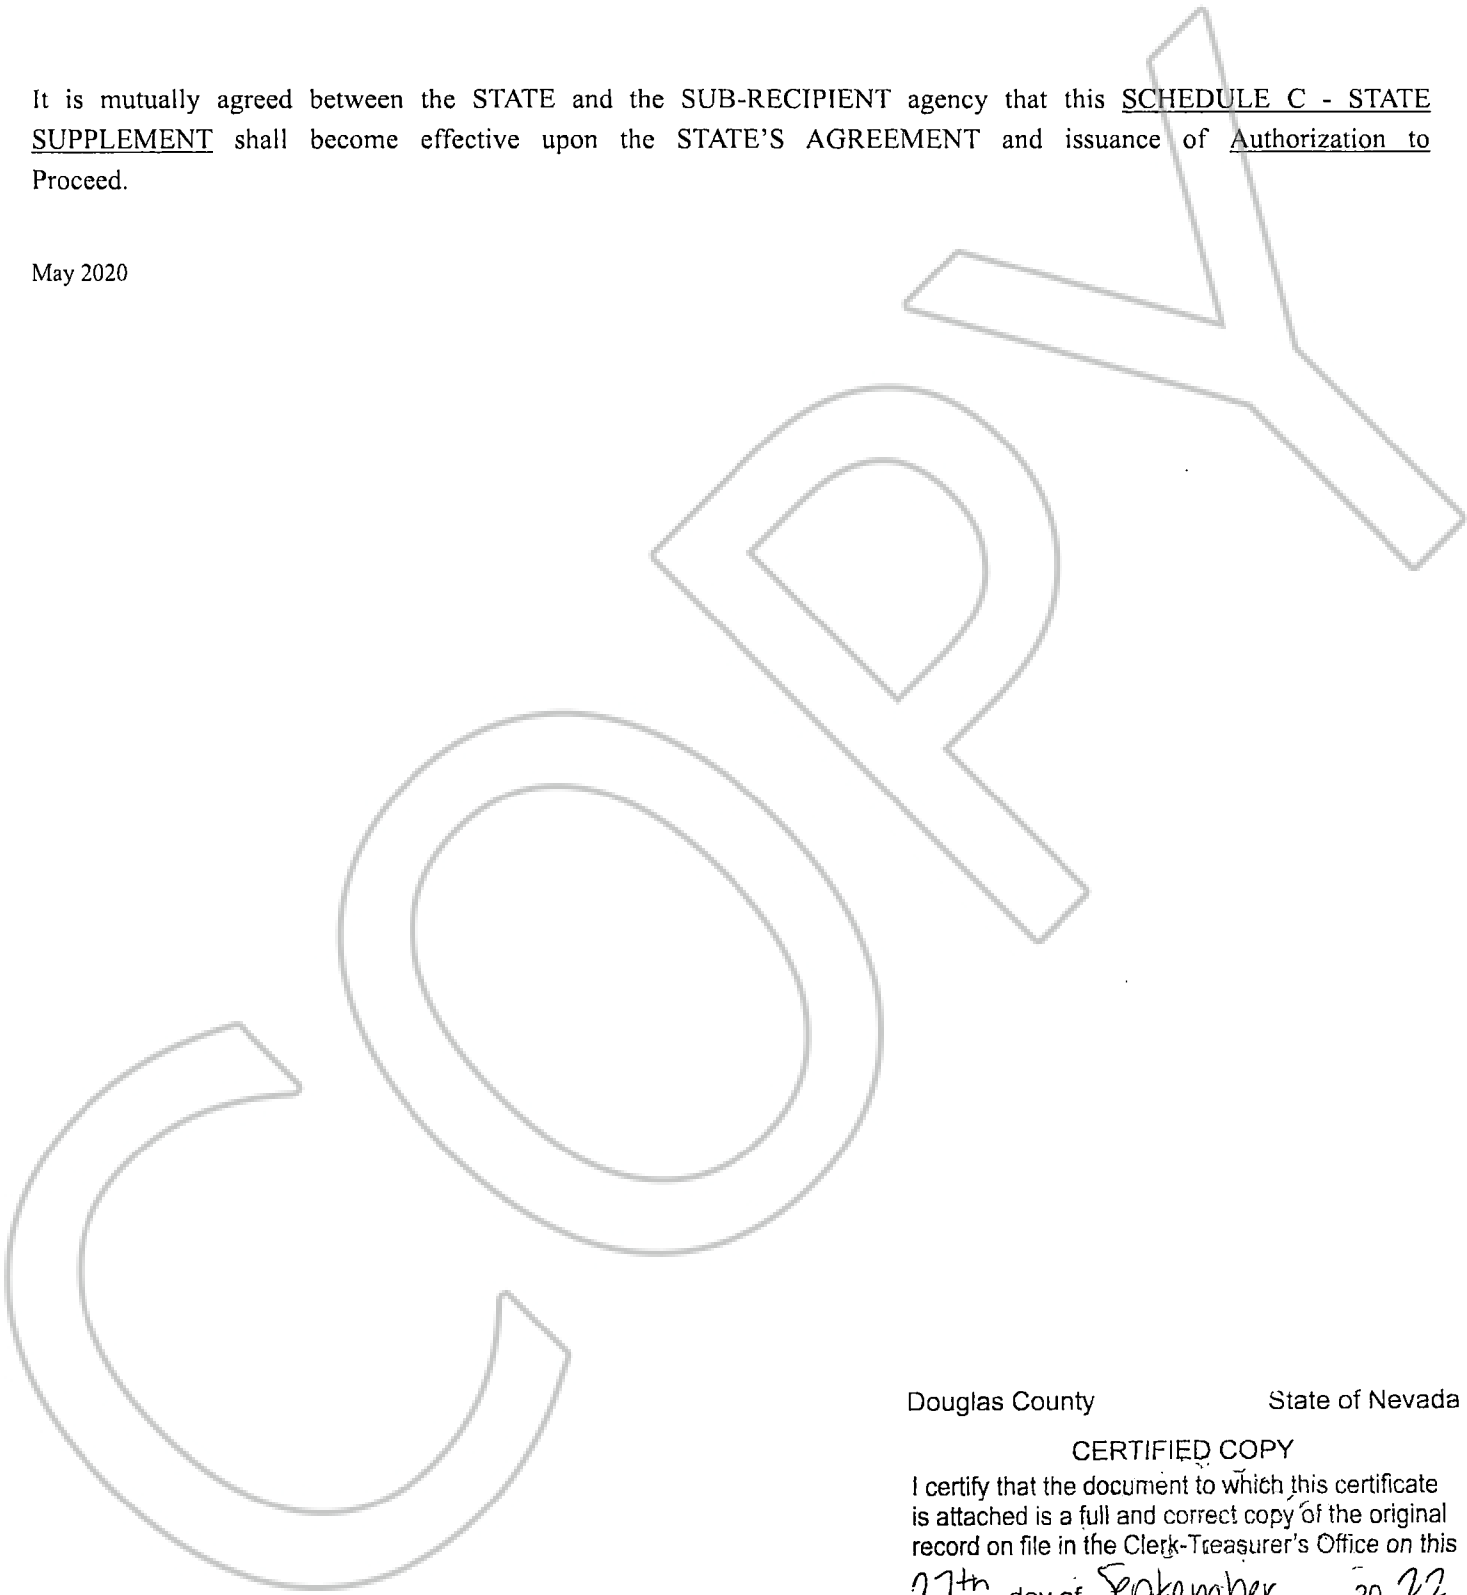 It is mutually agreed between the STATE and the SUB-RECIPIENT agency that this SCHEDULE C - STATE
SUPPLEMENT shall become effective upon the STATE'S AGREEMENT and issuance of Authorization to
Proceed.
May 2020
COPY
Douglas County State of Nevada
CERTIFIED COPY
I certify that the document to which this certificate
is attached is a full and correct copy of the original
record on file in the Clerk-Treasurer's Office on this
27th day of September 20 22